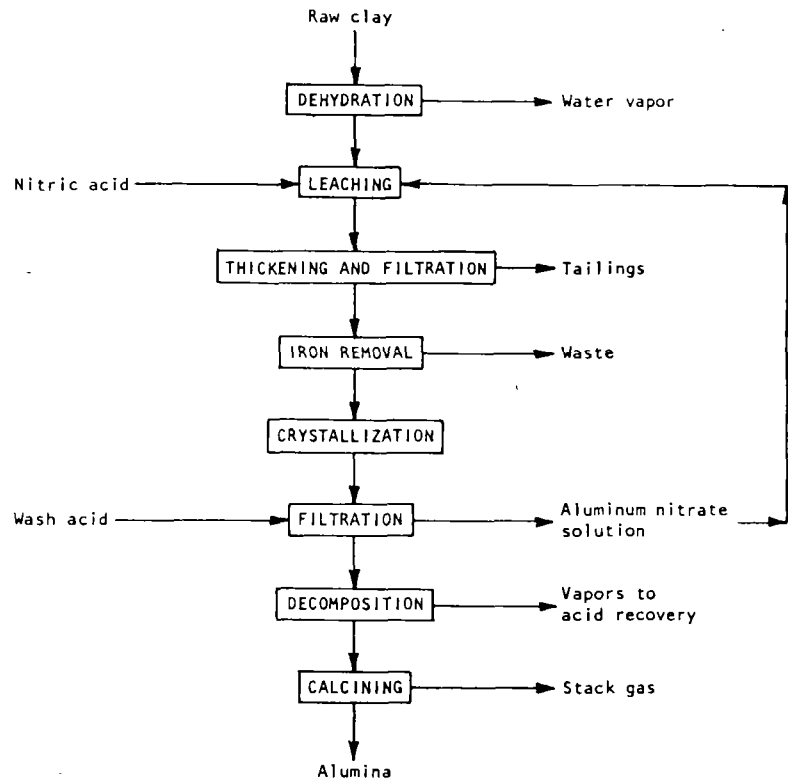 Raw clay
DEHYDRATION
Water vapor
Nitric acid
LEACHING
THICKENING AND FILTRATION
Tailings
IRON REMOVAL
Waste
CRYSTALLIZATION
Wash acid
FILTRATION
Aluminum nitrate
solution
DECOMPOSITION
Vapors to
acid recovery
CALCINING
Stack gas
Alumina